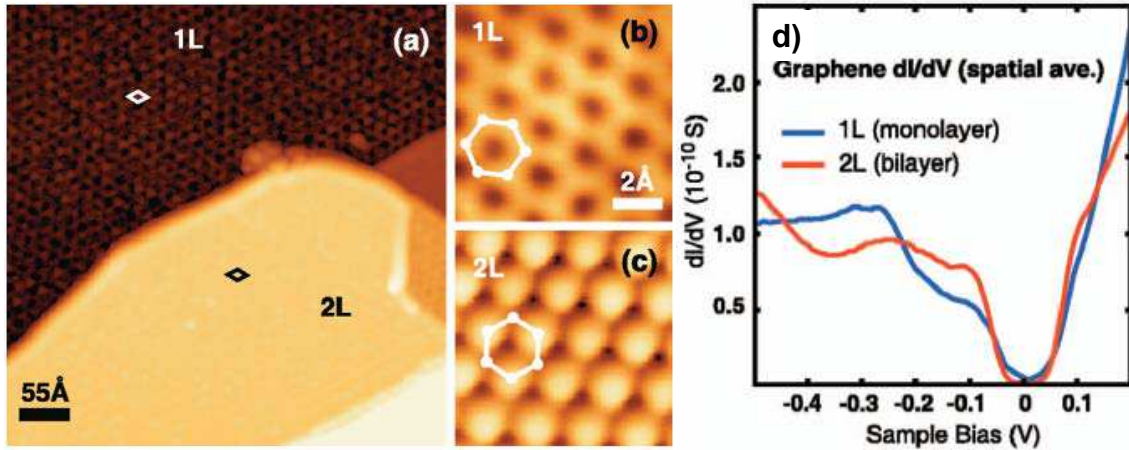 1L
(a)
2L
55Å
1L
(b)
2Å
2L
(c)
d)
Graphene dI/dV (spatial ave.)
1L (monolayer)
2L (bilayer)
dI/dV (10⁻¹⁰ S)
2.0
1.5
1.0
0.5
-0.4 -0.3 -0.2 -0.1 0 0.1
Sample Bias (V)